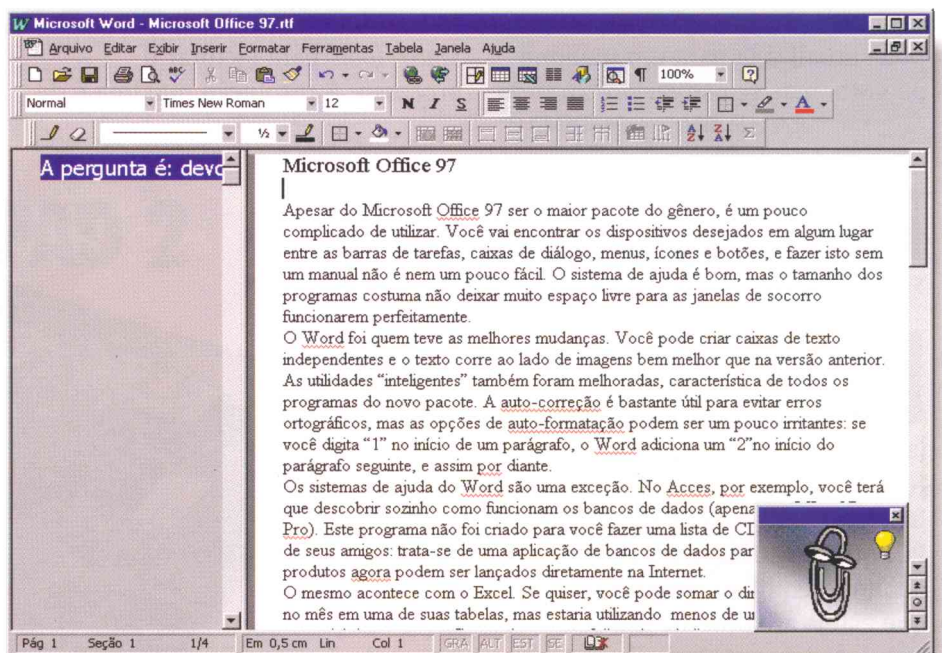 Microsoft Word - Microsoft Office 97.rtf
Arquivo Editar Exibir Inserir Formatar Ferramentas Tabela Janela Ajuda
100%
Normal Times New Roman 12 N I S
½
A pergunta é: devo
Microsoft Office 97
Apesar do Microsoft Office 97 ser o maior pacote do gênero, é um pouco
complicado de utilizar. Você vai encontrar os dispositivos desejados em algum lugar
entre as barras de tarefas, caixas de diálogo, menus, ícones e botões, e fazer isto sem
um manual não é nem um pouco fácil. O sistema de ajuda é bom, mas o tamanho dos
programas costuma não deixar muito espaço livre para as janelas de socorro
funcionarem perfeitamente.
O Word foi quem teve as melhores mudanças. Você pode criar caixas de texto
independentes e o texto corre ao lado de imagens bem melhor que na versão anterior.
As utilidades “inteligentes” também foram melhoradas, característica de todos os
programas do novo pacote. A auto-correção é bastante útil para evitar erros
ortográficos, mas as opções de auto-formatação podem ser um pouco irritantes: se
você digita “1” no início de um parágrafo, o Word adiciona um “2”no início do
parágrafo seguinte, e assim por diante.
Os sistemas de ajuda do Word são uma exceção. No Acces, por exemplo, você terá
que descobrir sozinho como funcionam os bancos de dados (apena
Pro). Este programa não foi criado para você fazer uma lista de CI
de seus amigos: trata-se de uma aplicação de bancos de dados par
produtos agora podem ser lançados diretamente na Internet.
O mesmo acontece com o Excel. Se quiser, você pode somar o dir
no mês em uma de suas tabelas, mas estaria utilizando menos de u
Pág 1 Seção 1 1/4 Em 0,5 cm Lin Col 1 GRA ALT EST SE